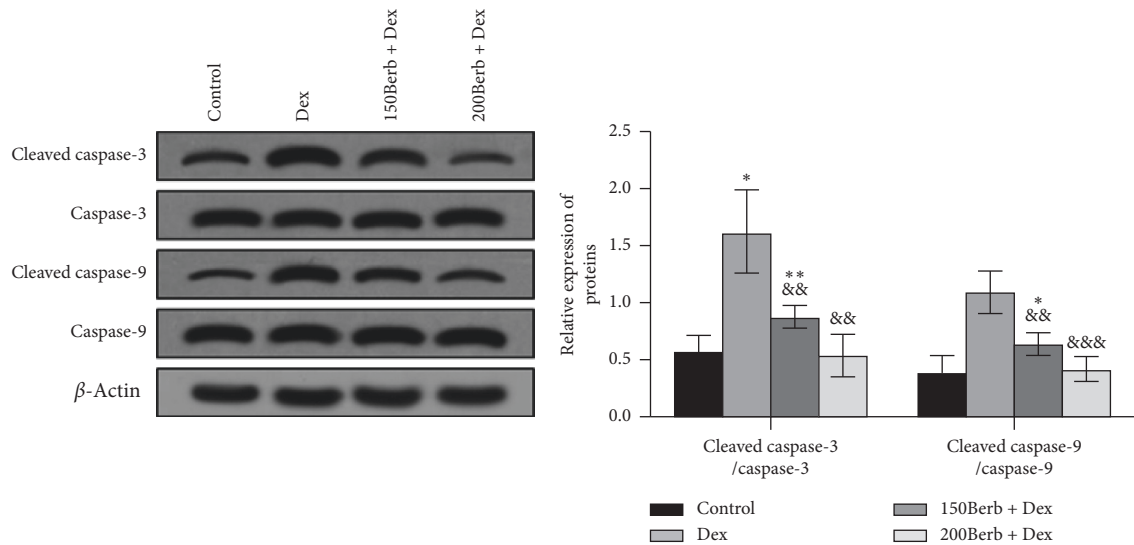 Control
Dex
150Berb + Dex
200Berb + Dex
Cleaved caspase-3
Caspase-3
Cleaved caspase-9
Caspase-9
β-Actin
Relative expression of
proteins
2.5
2.0
1.5
1.0
0.5
0.0
*
**
&&
&&
*
&&
&&&
Cleaved caspase-3
/caspase-3
Cleaved caspase-9
/caspase-9
Control
Dex
150Berb + Dex
200Berb + Dex